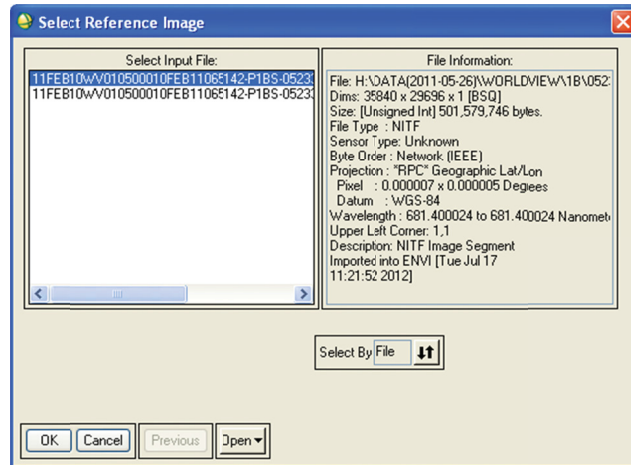 Select Reference Image
Select Input File:
11FEB10WV010500010FEB11065142-P1BS-0523
11FEB10WV010500010FEB11065142-P1BS-0523
File Information:
File: H:\DATA(2011-05-26)\WORLDVIEW\1B\052
Dims: 35840 x 29696 x 1 [BSQ]
Size: [Unsigned Int] 501,579,746 bytes.
File Type : NITF
Sensor Type: Unknown
Byte Order : Network (IEEE)
Projection : *RPC* Geographic Lat/Lon
Pixel : 0.000007 x 0.000005 Degrees
Datum : WGS-84
Wavelength : 681.400024 to 681.400024 Nanomet
Upper Left Corner: 1,1
Description: NITF Image Segment
Imported into ENVI [Tue Jul 17
11:21:52 2012]
Select By File
OK Cancel Previous Open